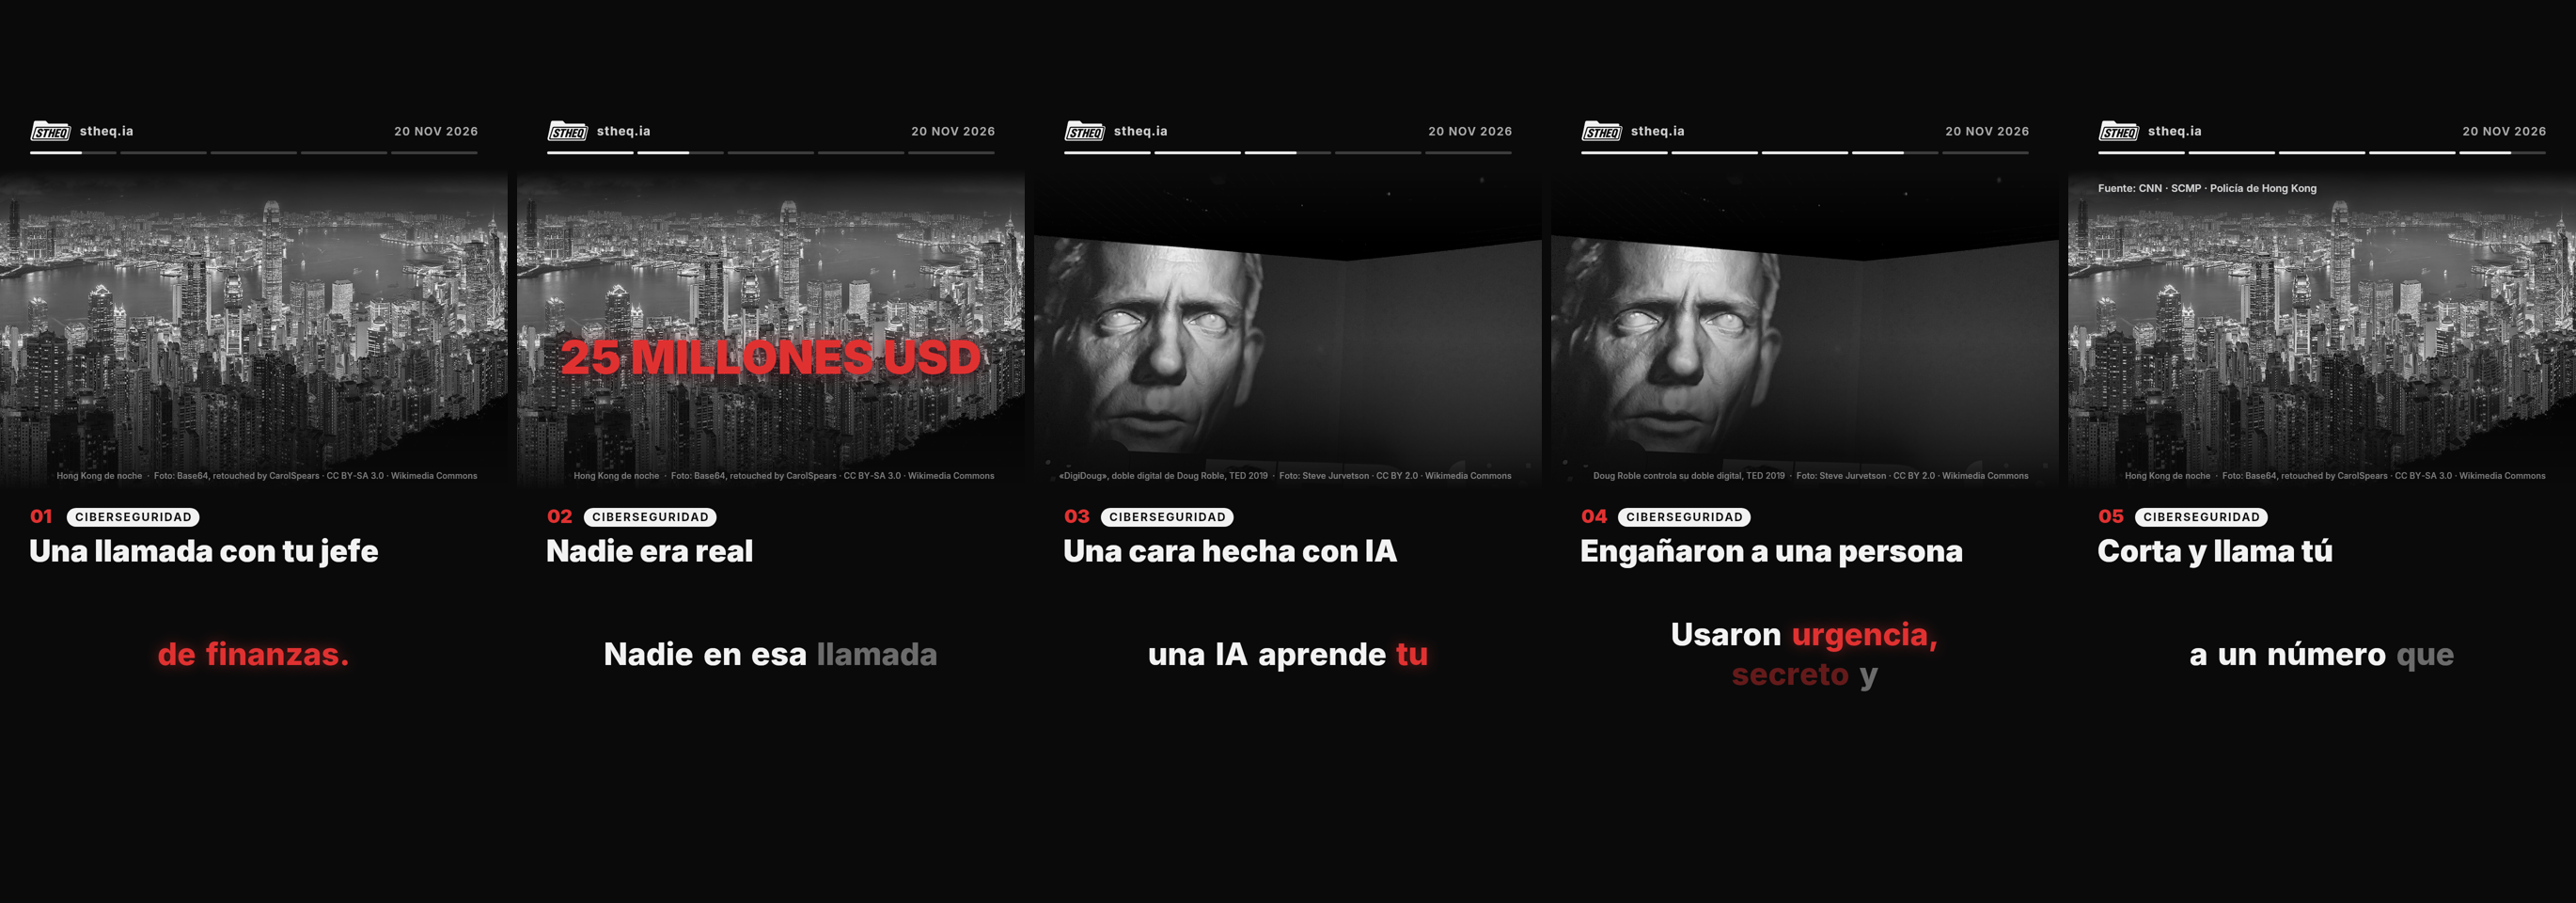 STHEQ stheq.ia 20 NOV 2026
Hong Kong de noche · Foto: Base64, retouched by CarolSpears · CC BY-SA 3.0 · Wikimedia Commons
01 CIBERSEGURIDAD
Una llamada con tu jefe
de finanzas.
STHEQ stheq.ia 20 NOV 2026
25 MILLONES USD
Hong Kong de noche · Foto: Base64, retouched by CarolSpears · CC BY-SA 3.0 · Wikimedia Commons
02 CIBERSEGURIDAD
Nadie era real
Nadie en esa llamada
STHEQ stheq.ia 20 NOV 2026
«DigiDoug», doble digital de Doug Roble, TED 2019 · Foto: Steve Jurvetson · CC BY 2.0 · Wikimedia Commons
03 CIBERSEGURIDAD
Una cara hecha con IA
una IA aprende tu
STHEQ stheq.ia 20 NOV 2026
Doug Roble controla su doble digital, TED 2019 · Foto: Steve Jurvetson · CC BY 2.0 · Wikimedia Commons
04 CIBERSEGURIDAD
Engañaron a una persona
Usaron urgencia,
secreto y
STHEQ stheq.ia 20 NOV 2026
Fuente: CNN · SCMP · Policía de Hong Kong
Hong Kong de noche · Foto: Base64, retouched by CarolSpears · CC BY-SA 3.0 · Wikimedia Commons
05 CIBERSEGURIDAD
Corta y llama tú
a un número que